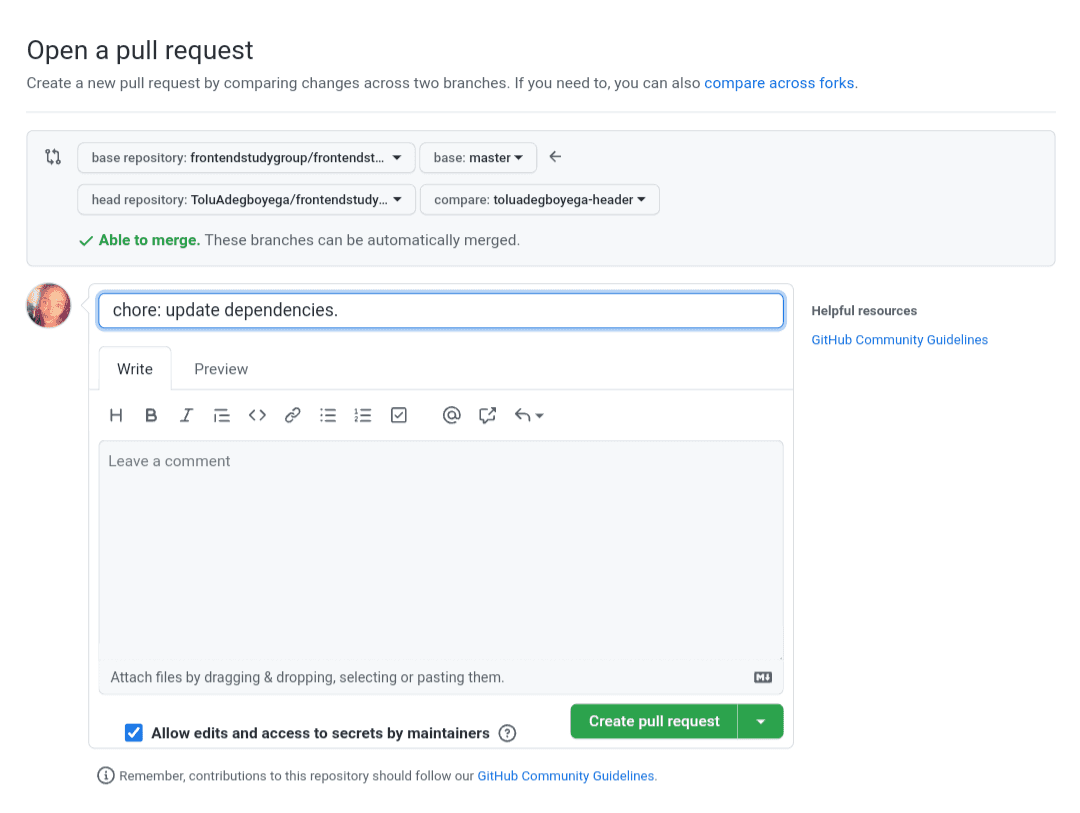 Open a pull request
Create a new pull request by comparing changes across two branches. If you need to, you can also compare across forks.
base repository: frontendstudygroup/frontendst... base: master
head repository: ToluAdegboyega/frontendstudy... compare: toluadegboyega-header
Able to merge. These branches can be automatically merged.
chore: update dependencies.
Helpful resources
GitHub Community Guidelines
Write Preview
Leave a comment
Attach files by dragging & dropping, selecting or pasting them.
Allow edits and access to secrets by maintainers
Create pull request
Remember, contributions to this repository should follow our GitHub Community Guidelines.